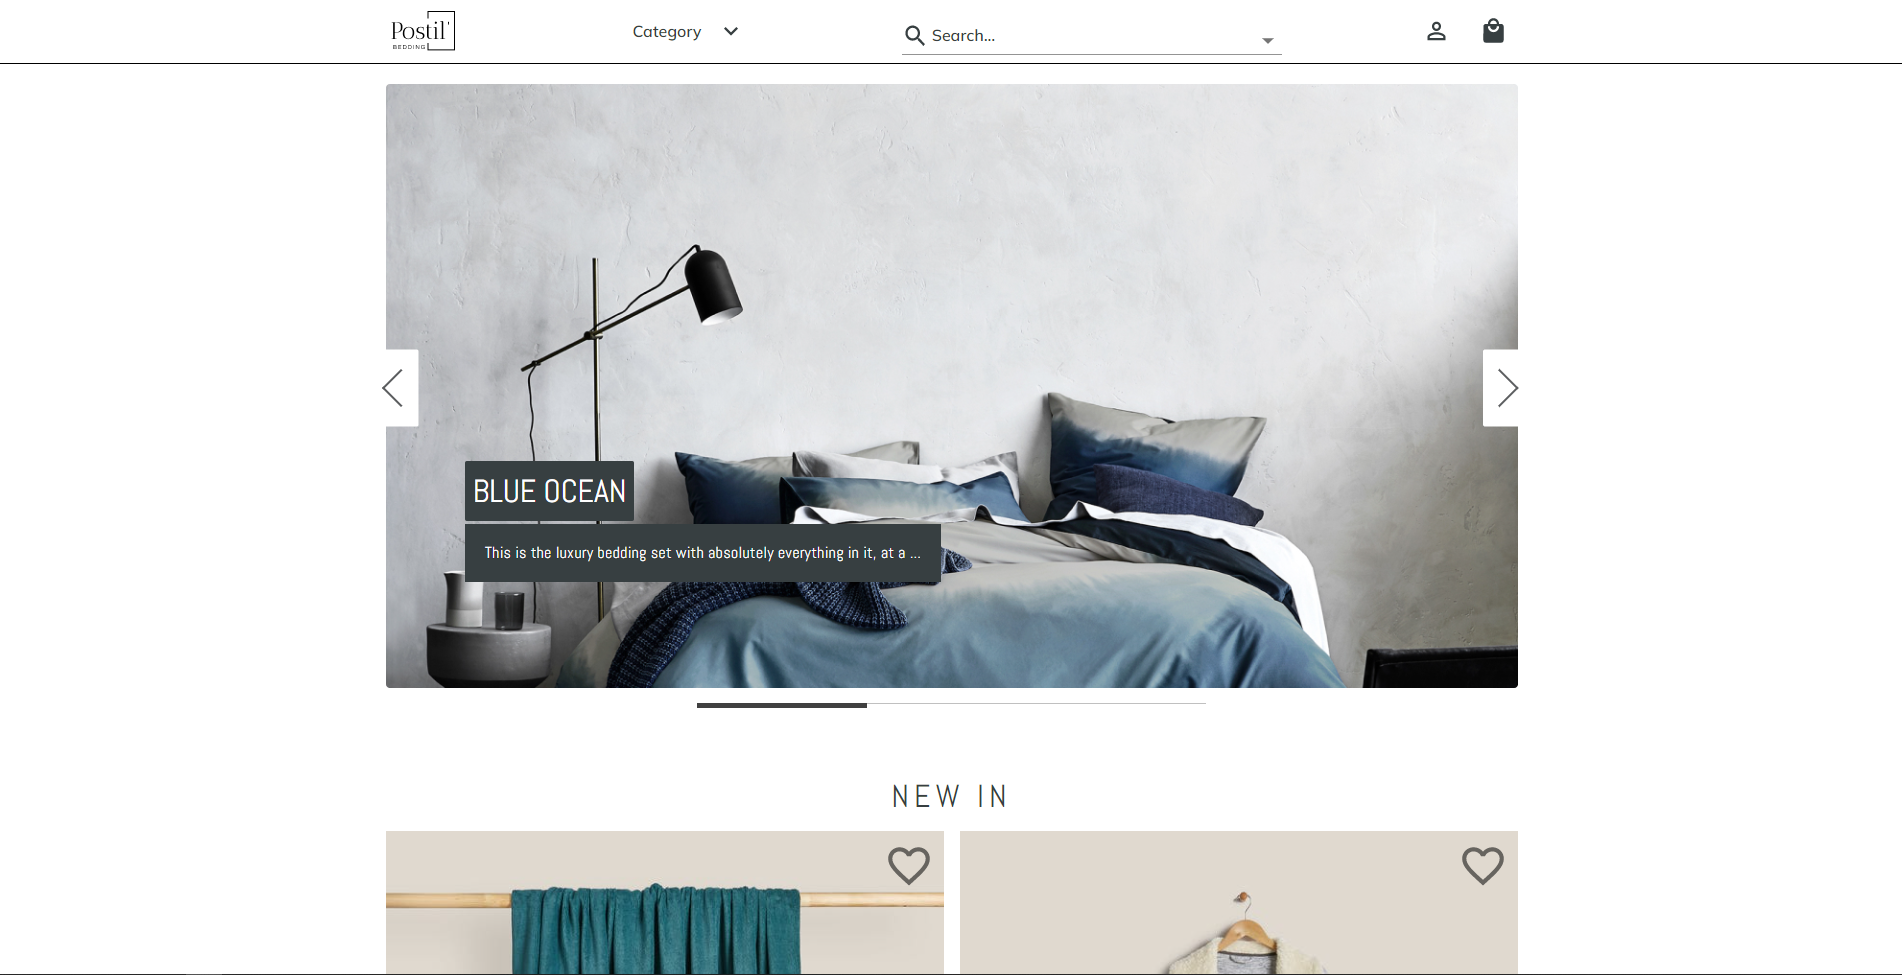 Postil'
BEDDING
Category
Search...
BLUE OCEAN
This is the luxury bedding set with absolutely everything in it, at a ...
NEW IN